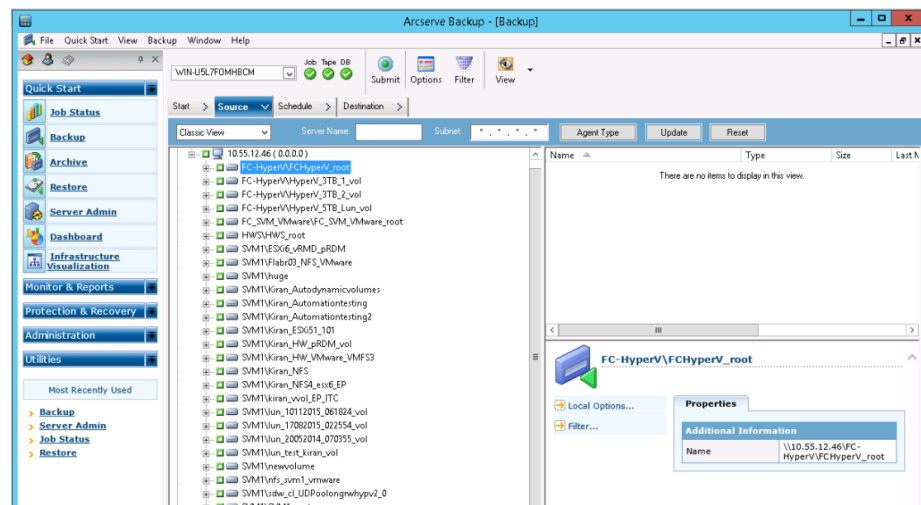 Arcserve Backup - [Backup]
File Quick Start View Backup Window Help
WIN-U5L7FOMHBCM
Job Tape DB
Submit Options Filter View
Quick Start
Job Status
Backup
Archive
Restore
Server Admin
Dashboard
Infrastructure
Visualization
Monitor & Reports
Protection & Recovery
Administration
Utilities
Most Recently Used
Backup
Server Admin
Job Status
Restore
Start > Source Schedule > Destination >
Classic View Server Name: Subnet: * . * . * . * Agent Type Update Reset
10.55.12.46 ( 0.0.0.0 )
FC-HyperV\FCHyperV_root
FC-HyperV\HyperV_3TB_1_vol
FC-HyperV\HyperV_3TB_2_vol
FC-HyperV\HyperV_5TB_Lun_vol
FC_SVM_VMware\FC_SVM_VMware_root
HWS\HWS_root
SVM1\ESXi6_vRMD_pRDM
SVM1\Flabr03_NFS_VMware
SVM1\huge
SVM1\Kiran_Autodynamicvolumes
SVM1\Kiran_Automationtesting
SVM1\Kiran_Automationtesting2
SVM1\Kiran_ESXi51_101
SVM1\Kiran_HW_pRDM_vol
SVM1\Kiran_HW_VMware_VMFS3
SVM1\Kiran_NFS
SVM1\Kiran_NFS4_esx6_EP
SVM1\kiran_vvol_EP_ITC
SVM1\lun_10112015_061824_vol
SVM1\lun_17082015_022554_vol
SVM1\lun_20052014_070355_vol
SVM1\lun_test_kiran_vol
SVM1\newvolume
SVM1\nfs_svm1_vmware
SVM1\sdw_cl_UDPoolongrwhypv2_0
Name Type Size Last M
There are no items to display in this view.
FC-HyperV\FCHyperV_root
Local Options...
Filter...
Properties
Additional Information
Name \\10.55.12.46\FC-
HyperV\FCHyperV_root